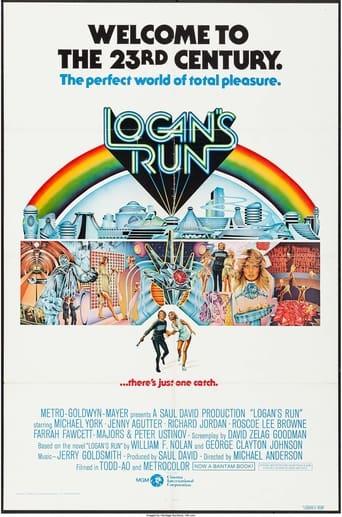 WELCOME TO
THE 23RD CENTURY.
The perfect world of total pleasure.
LOGAN'S
RUN
...there's just one catch.
METRO-GOLDWYN-MAYER presents A SAUL DAVID PRODUCTION "LOGAN'S RUN"
starring MICHAEL YORK · JENNY AGUTTER · RICHARD JORDAN · ROSCOE LEE BROWNE
FARRAH FAWCETT-MAJORS & PETER USTINOV · Screenplay by DAVID ZELAG GOODMAN
Based on the novel "LOGAN'S RUN" by WILLIAM F. NOLAN and GEORGE CLAYTON JOHNSON
Music-JERRY GOLDSMITH · Produced by SAUL DAVID · Directed by MICHAEL ANDERSON
Filmed in TODD-AO and METROCOLOR NOW A BANTAM BOOK!
MGM Cinema International Corporation